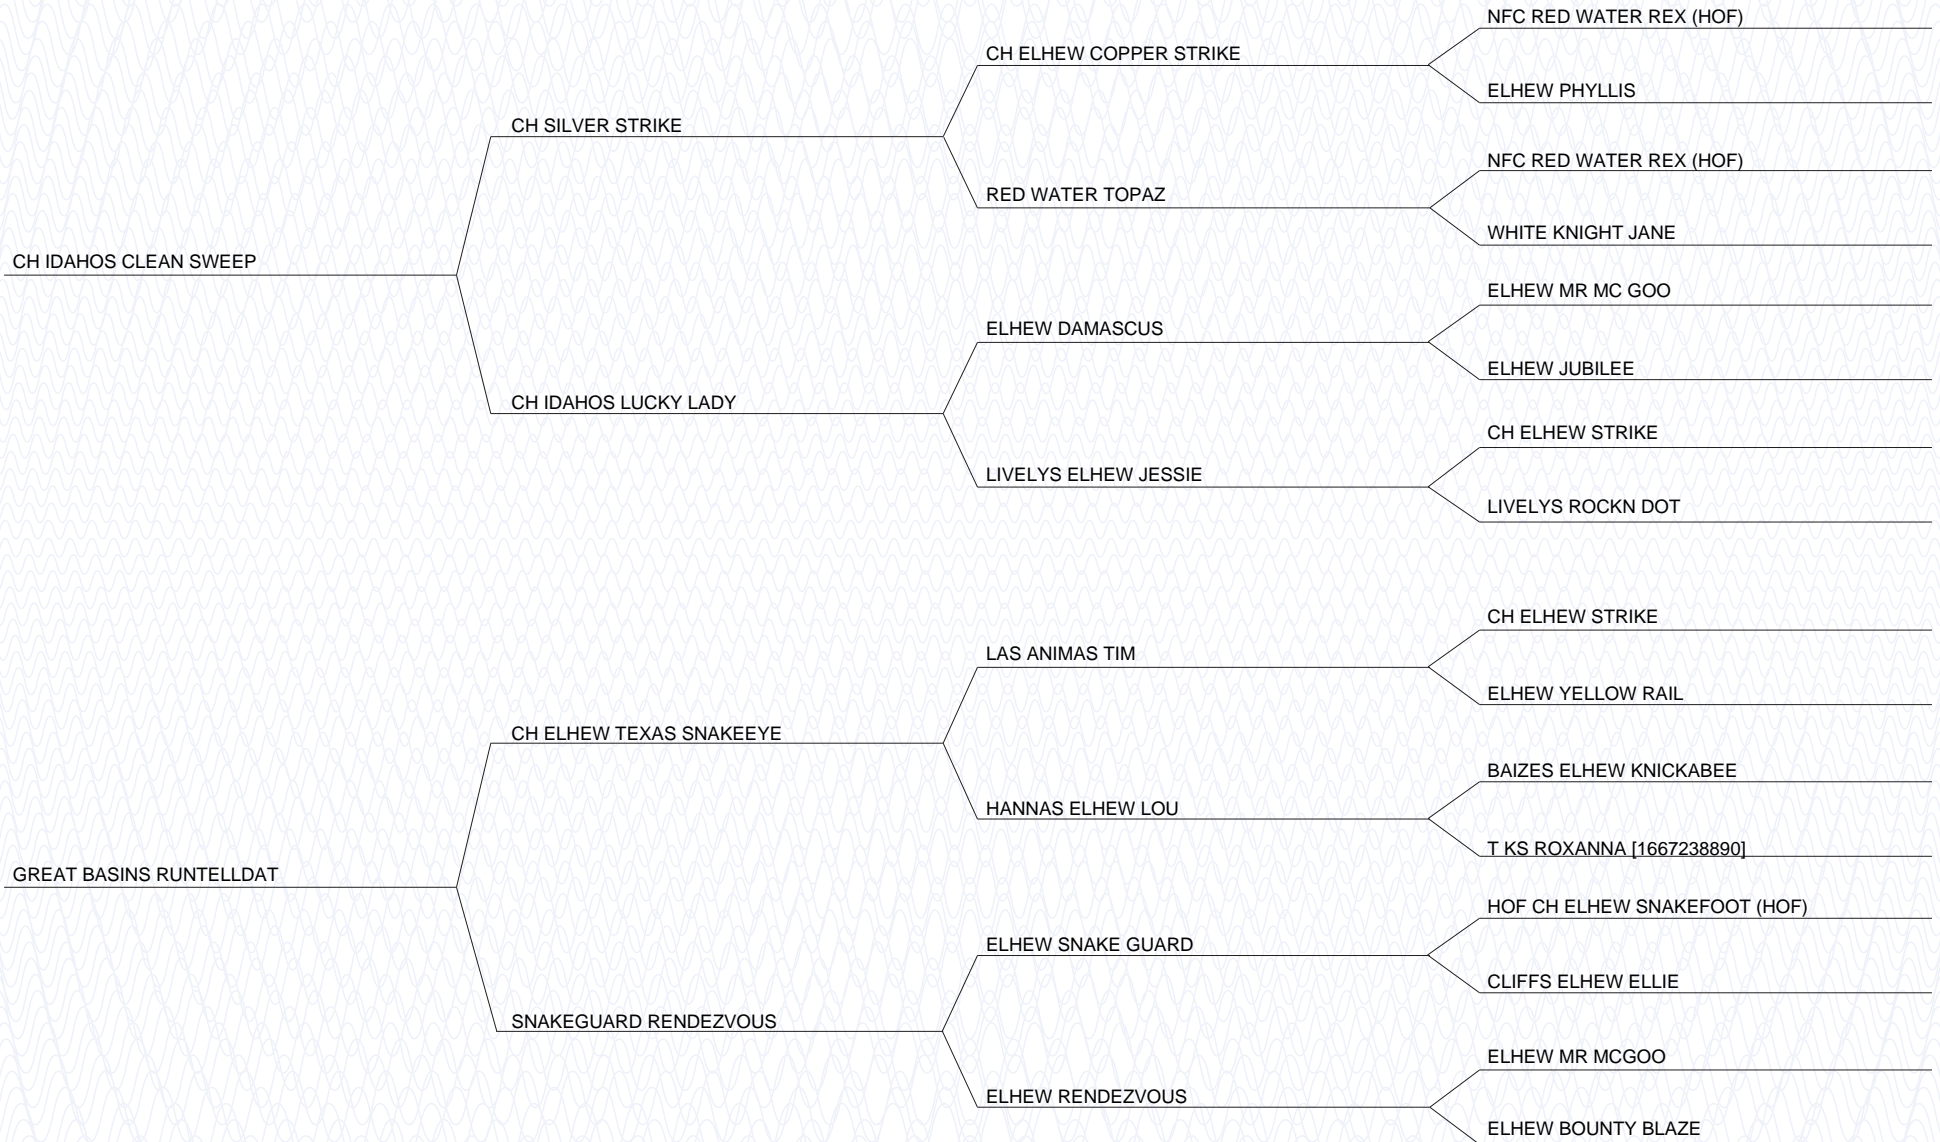 NFC RED WATER REX (HOF)
CH ELHEW COPPER STRIKE
ELHEW PHYLLIS
CH SILVER STRIKE
NFC RED WATER REX (HOF)
RED WATER TOPAZ
WHITE KNIGHT JANE
CH IDAHOS CLEAN SWEEP
ELHEW MR MC GOO
ELHEW DAMASCUS
ELHEW JUBILEE
CH IDAHOS LUCKY LADY
CH ELHEW STRIKE
LIVELYS ELHEW JESSIE
LIVELYS ROCKN DOT
CH ELHEW STRIKE
LAS ANIMAS TIM
ELHEW YELLOW RAIL
CH ELHEW TEXAS SNAKEEYE
BAIZES ELHEW KNICKABEE
HANNAS ELHEW LOU
T KS ROXANNA [1667238890]
GREAT BASINS RUNTELLDAT
HOF CH ELHEW SNAKEFOOT (HOF)
ELHEW SNAKE GUARD
CLIFFS ELHEW ELLIE
SNAKEGUARD RENDEZVOUS
ELHEW MR MCGOO
ELHEW RENDEZVOUS
ELHEW BOUNTY BLAZE